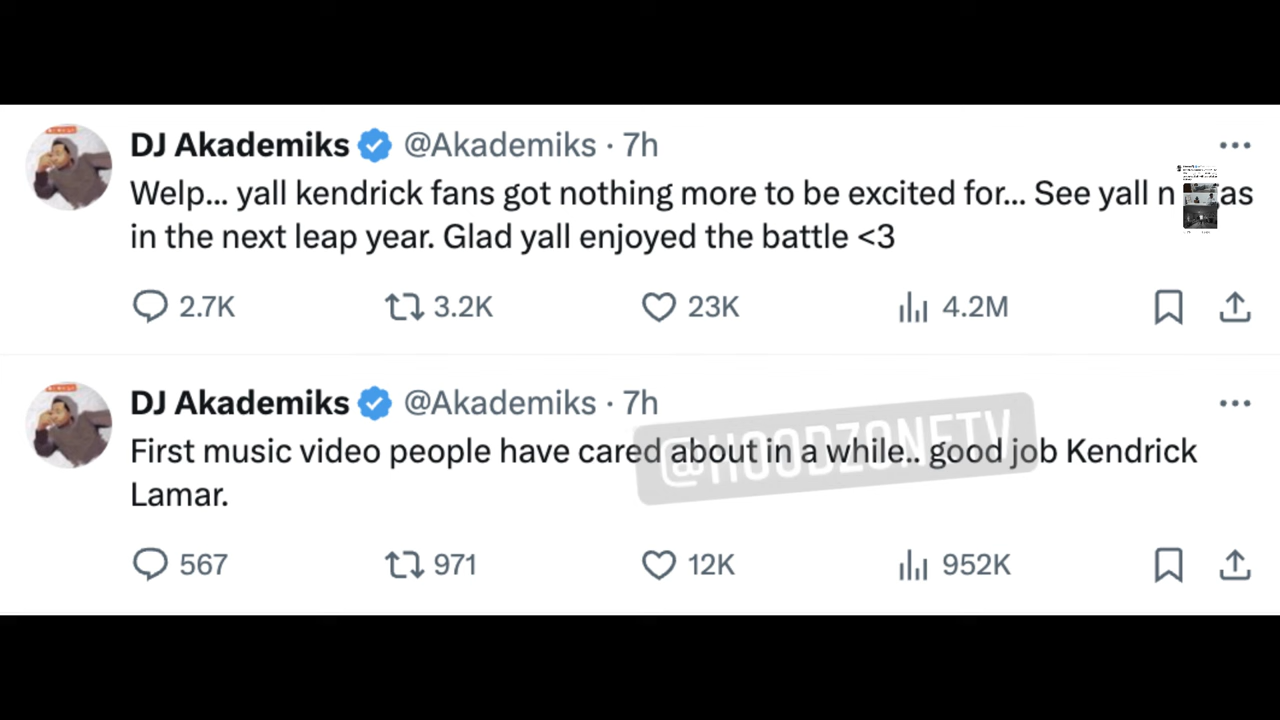 DJ Akademiks @Akademiks · 7h
Welp... yall kendrick fans got nothing more to be excited for... See yall n as
in the next leap year. Glad yall enjoyed the battle <3
2.7K 3.2K 23K 4.2M
DJ Akademiks @Akademiks · 7h
First music video people have cared about in a while.. good job Kendrick
Lamar.
@HOODZONETV
567 971 12K 952K